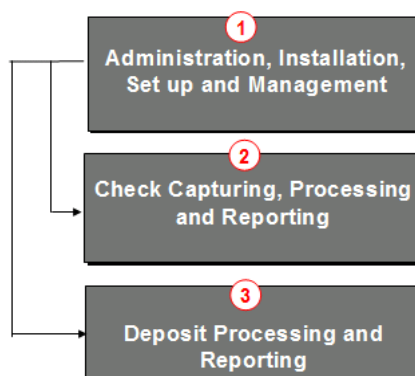 1
Administration, Installation,
Set up and Management
2
Check Capturing, Processing
and Reporting
3
Deposit Processing and
Reporting